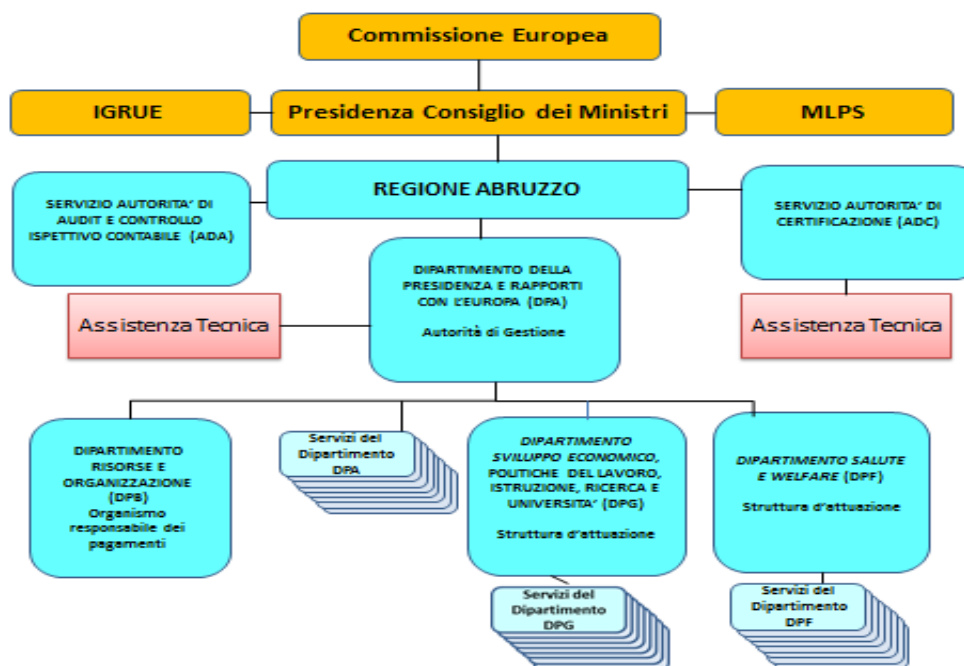 Commissione Europea
IGRUE
Presidenza Consiglio dei Ministri
MLPS
REGIONE ABRUZZO
SERVIZIO AUTORITA' DI
AUDIT E CONTROLLO
ISPETTIVO CONTABILE (ADA)
SERVIZIO AUTORITA' DI
CERTIFICAZIONE (ADC)
DIPARTIMENTO DELLA
PRESIDENZA E RAPPORTI
CON L'EUROPA (DPA)
Autorità di Gestione
Assistenza Tecnica
Assistenza Tecnica
DIPARTIMENTO
RISORSE E
ORGANIZZAZIONE
(DPB)
Organismo
responsabile dei
pagamenti
Servizi del
Dipartimento
DPA
DIPARTIMENTO
SVILUPPO ECONOMICO,
POLITICHE DEL LAVORO,
ISTRUZIONE, RICERCA E
UNIVERSITA' (DPG)
Struttura d'attuazione
DIPARTIMENTO SALUTE
E WELFARE (DPF)
Struttura d'attuazione
Servizi del
Dipartimento
DPG
Servizi del
Dipartimento
DPF